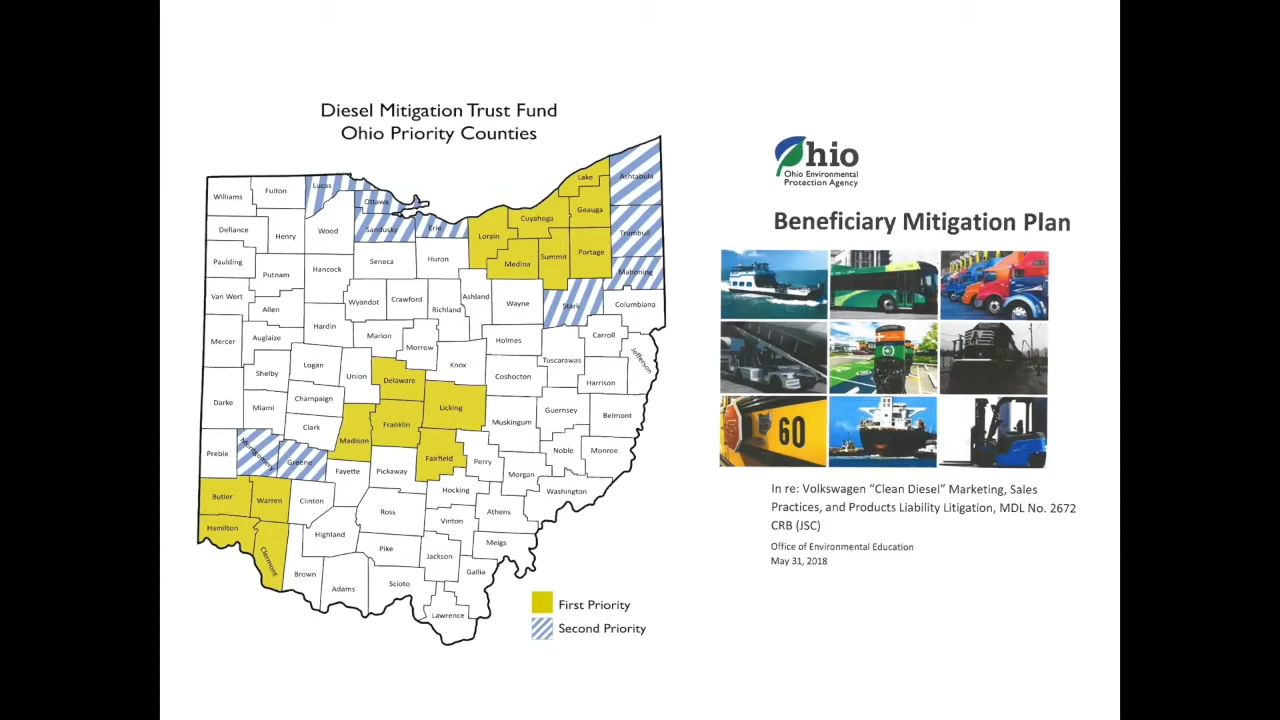 Diesel Mitigation Trust Fund
Ohio Priority Counties
Williams
Fulton
Lucas
Ottawa
Lake
Ashtabula
Geauga
Cuyahoga
Defiance
Henry
Wood
Sandusky
Erie
Lorain
Trumbull
Paulding
Putnam
Hancock
Seneca
Huron
Medina
Summit
Portage
Mahoning
Van Wert
Allen
Wyandot
Crawford
Richland
Ashland
Wayne
Stark
Columbiana
Mercer
Auglaize
Hardin
Marion
Morrow
Holmes
Carroll
Jefferson
Shelby
Logan
Union
Delaware
Knox
Coshocton
Tuscarawas
Harrison
Darke
Miami
Champaign
Clark
Madison
Franklin
Licking
Muskingum
Guernsey
Belmont
Preble
Montgomery
Greene
Fayette
Pickaway
Fairfield
Perry
Morgan
Noble
Monroe
Butler
Warren
Clinton
Ross
Hocking
Athens
Washington
Hamilton
Clermont
Highland
Pike
Vinton
Jackson
Meigs
Brown
Adams
Scioto
Gallia
Lawrence
First Priority
Second Priority
Ohio
Ohio Environmental
Protection Agency
Beneficiary Mitigation Plan
60
In re: Volkswagen “Clean Diesel” Marketing, Sales
Practices, and Products Liability Litigation, MDL No. 2672
CRB (JSC)
Office of Environmental Education
May 31, 2018